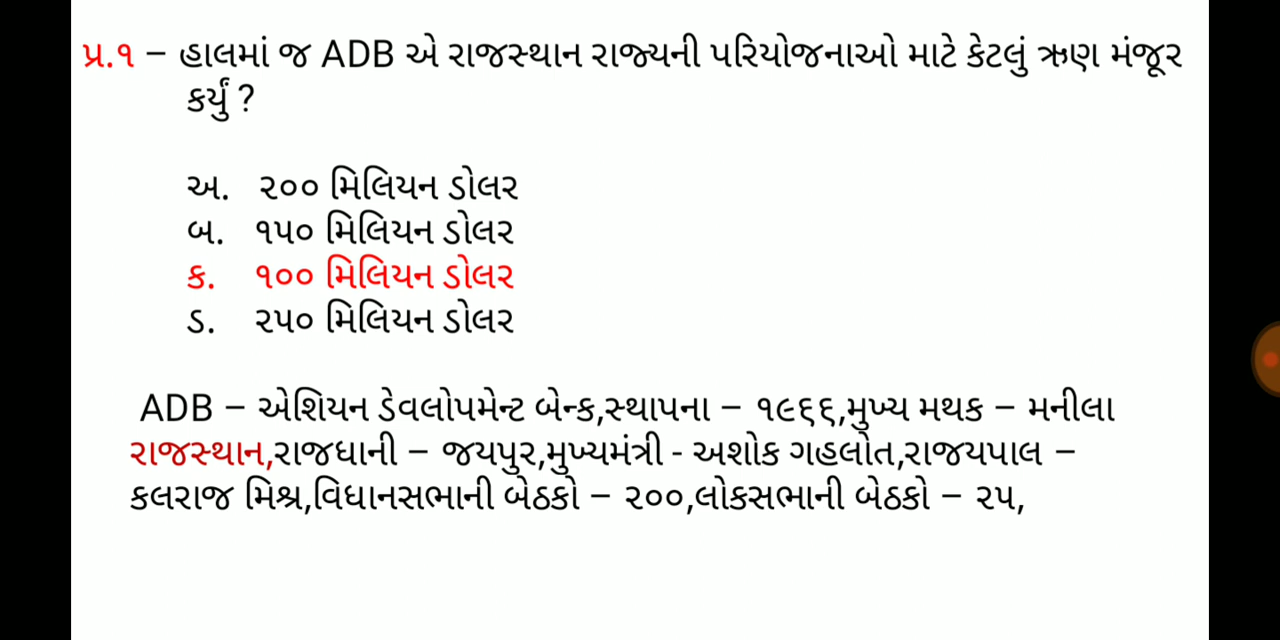 પ્ર.૧ – હાલમાં જ ADB એ રાજસ્થાન રાજ્યની પરિયોજનાઓ માટે કેટલું ઋણ મંજૂર
કર્યું ?
અ. ૨૦૦ મિલિયન ડોલર
બ. ૧૫૦ મિલિયન ડોલર
ક. ૧૦૦ મિલિયન ડોલર
ડ. ૨૫૦ મિલિયન ડોલર
ADB – એશિયન ડેવલોપમેન્ટ બેન્ક,સ્થાપના – ૧૯૬૬,મુખ્ય મથક – મનીલા
રાજસ્થાન,રાજધાની – જયપુર,મુખ્યમંત્રી - અશોક ગહલોત,રાજયપાલ –
કલરાજ મિશ્ર,વિધાનસભાની બેઠકો – ૨૦૦,લોકસભાની બેઠકો – ૨૫,